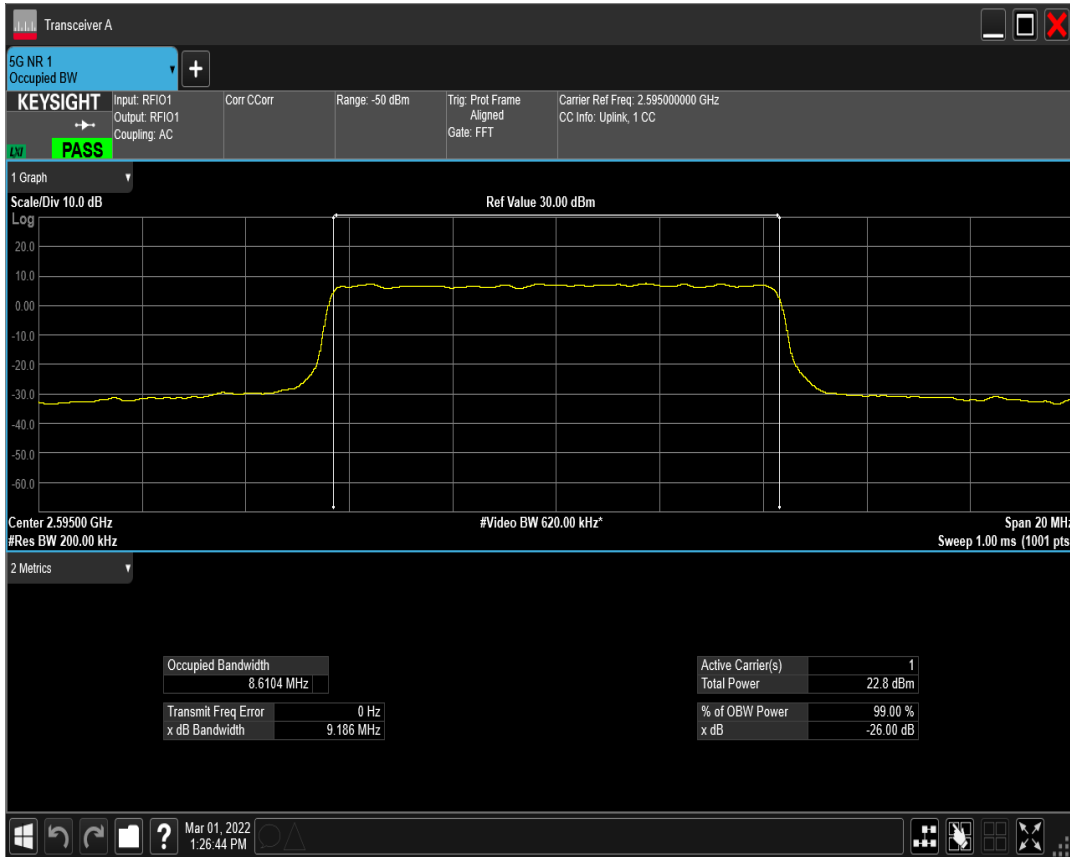 Transceiver A
5G NR 1
Occupied BW
+
KEYSIGHT
LXI
PASS
Input: RFIO1
Output: RFIO1
Coupling: AC
Corr CCorr
Range: -50 dBm
Trig: Prot Frame
Aligned
Gate: FFT
Carrier Ref Freq: 2.595000000 GHz
CC Info: Uplink, 1 CC
1 Graph
Scale/Div 10.0 dB
Ref Value 30.00 dBm
Log
20.0
10.0
0.00
-10.0
-20.0
-30.0
-40.0
-50.0
-60.0
Center 2.59500 GHz
#Video BW 620.00 kHz*
Span 20 MHz
#Res BW 200.00 kHz
Sweep 1.00 ms (1001 pts
2 Metrics
Occupied Bandwidth
8.6104 MHz
Transmit Freq Error 0 Hz
x dB Bandwidth 9.186 MHz
Active Carrier(s) 1
Total Power 22.8 dBm
% of OBW Power 99.00 %
x dB -26.00 dB
?
Mar 01, 2022
1:26:44 PM